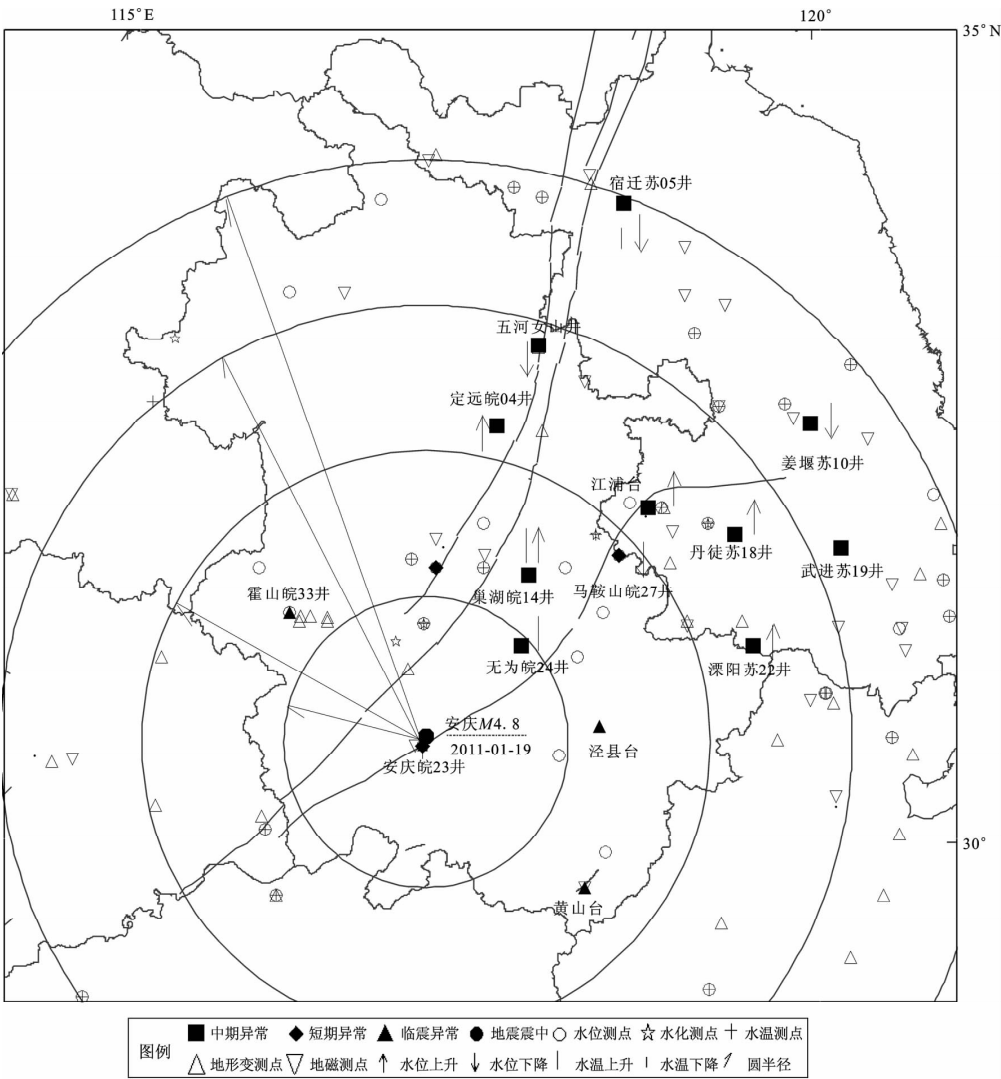 115°E
120°
35°N
宿迁苏05井
五河女山井
定远皖04井
姜堰苏10井
江浦台
丹徒苏18井
武进苏19井
巢湖皖14井
马鞍山皖27井
霍山皖33井
无为皖24井
溧阳苏22井
安庆M4.8
2011-01-19
安庆皖23井
泾县台
30°
黄山台
图例
中期异常 短期异常 临震异常 地震震中 水位测点 水化测点 水温测点
地形变测点 地磁测点 水位上升 水位下降 水温上升 水温下降 圆半径